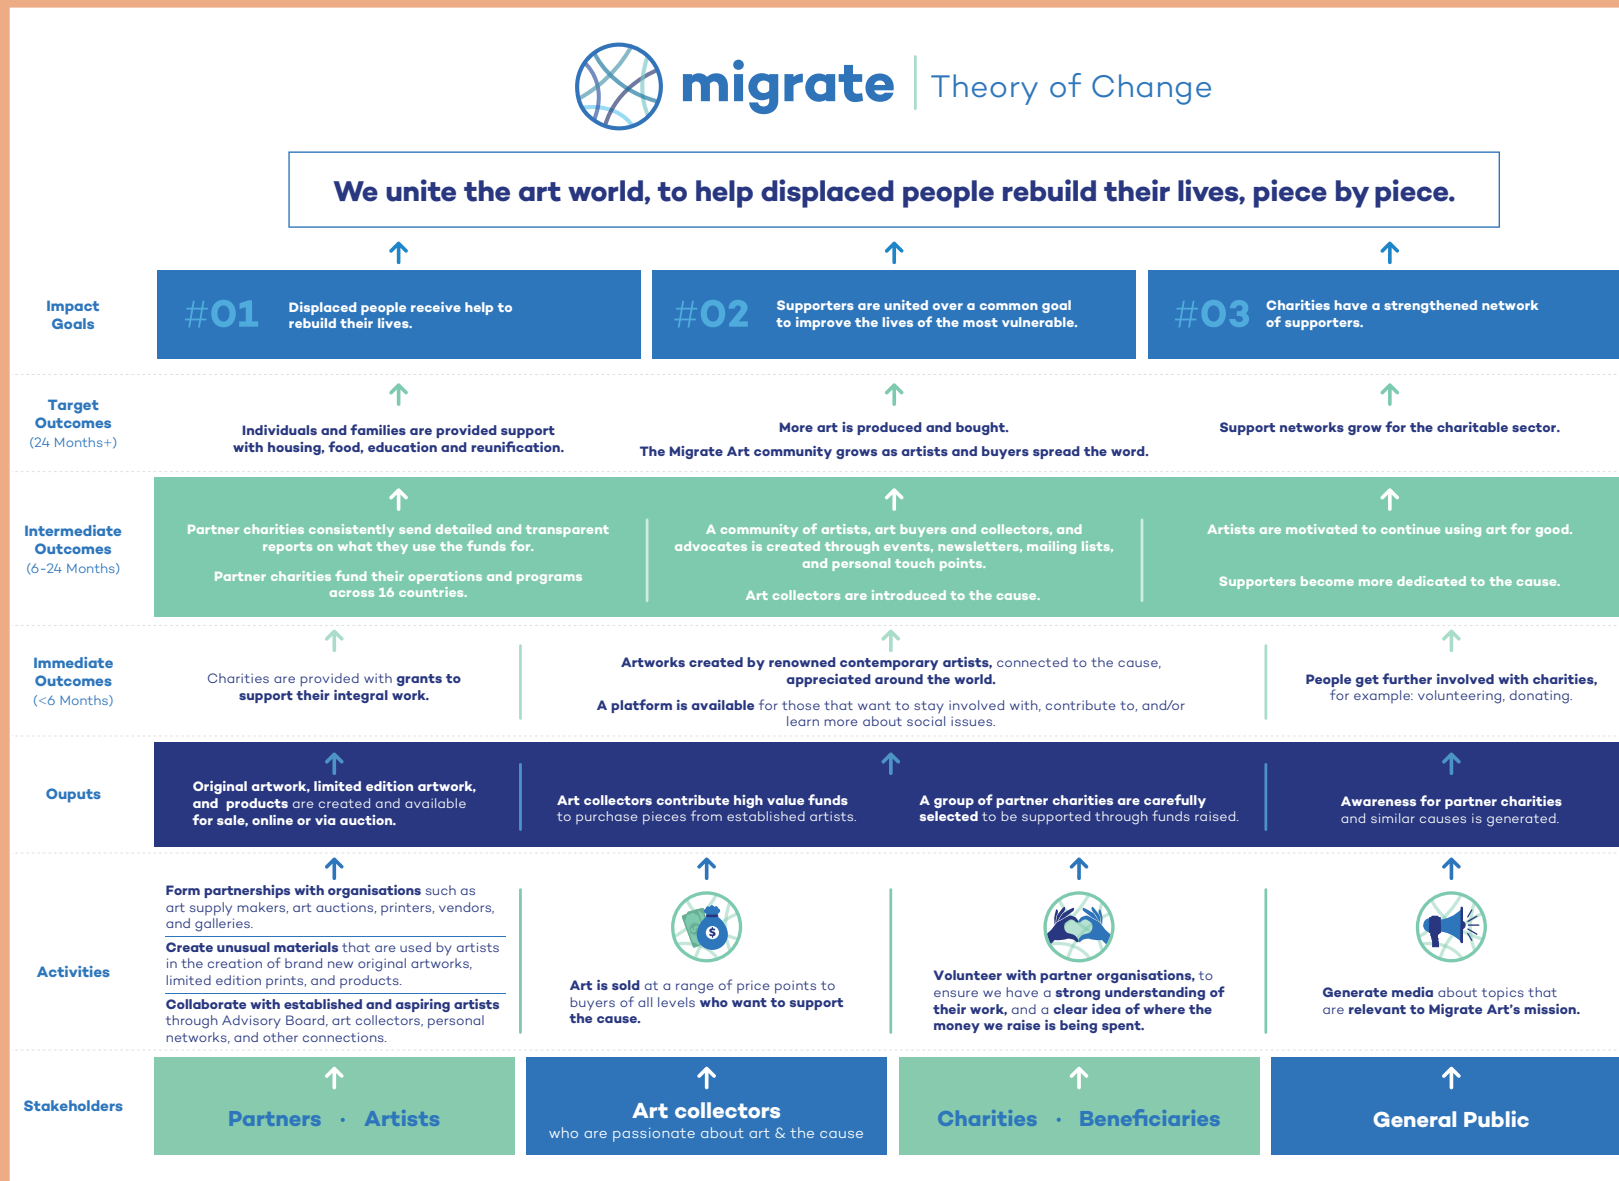 migrate
Theory of Change
We unite the art world, to help displaced people rebuild their lives, piece by piece.
Impact
Goals
#01
Displaced people receive help to
rebuild their lives.
#02
Supporters are united over a common goal
to improve the lives of the most vulnerable.
#03
Charities have a strengthened network
of supporters.
Target
Outcomes
(24 Months+)
Individuals and families are provided support
with housing, food, education and reunification.
More art is produced and bought.
The Migrate Art community grows as artists and buyers spread the word.
Support networks grow for the charitable sector.
Intermediate
Outcomes
(6-24 Months)
Partner charities consistently send detailed and transparent
reports on what they use the funds for.
Partner charities fund their operations and programs
across 16 countries.
A community of artists, art buyers and collectors, and
advocates is created through events, newsletters, mailing lists,
and personal touch points.
Art collectors are introduced to the cause.
Artists are motivated to continue using art for good.
Supporters become more dedicated to the cause.
Immediate
Outcomes
(<6 Months)
Charities are provided with grants to
support their integral work.
Artworks created by renowned contemporary artists, connected to the cause,
appreciated around the world.
A platform is available for those that want to stay involved with, contribute to, and/or
learn more about social issues.
People get further involved with charities,
for example: volunteering, donating.
Ouputs
Original artwork, limited edition artwork,
and products are created and available
for sale, online or via auction.
Art collectors contribute high value funds
to purchase pieces from established artists.
A group of partner charities are carefully
selected to be supported through funds raised.
Awareness for partner charities
and similar causes is generated.
Activities
Form partnerships with organisations such as
art supply makers, art auctions, printers, vendors,
and galleries.
Create unusual materials that are used by artists
in the creation of brand new original artworks,
limited edition prints, and products.
Collaborate with established and aspiring artists
through Advisory Board, art collectors, personal
networks, and other connections.
$
Art is sold at a range of price points to
buyers of all levels who want to support
the cause.
Volunteer with partner organisations, to
ensure we have a strong understanding of
their work, and a clear idea of where the
money we raise is being spent.
Generate media about topics that
are relevant to Migrate Art's mission.
Stakeholders
Partners · Artists
Art collectors
who are passionate about art & the cause
Charities · Beneficiaries
General Public